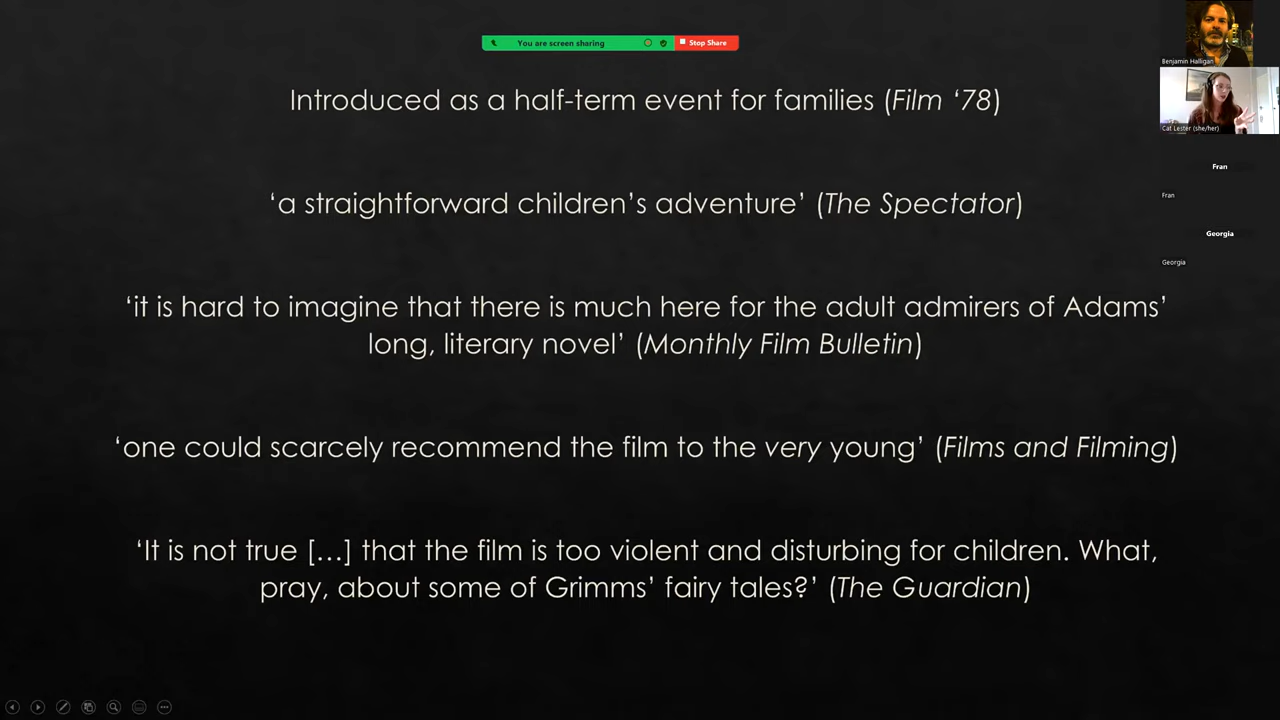 You are screen sharing
Stop Share
Benjamin Halligan
Cat Lester (she/her)
Fran
Fran
Georgia
Georgia
Introduced as a half-term event for families (Film ‘78)
‘a straightforward children’s adventure’ (The Spectator)
‘it is hard to imagine that there is much here for the adult admirers of Adams’
long, literary novel’ (Monthly Film Bulletin)
‘one could scarcely recommend the film to the very young’ (Films and Filming)
‘It is not true […] that the film is too violent and disturbing for children. What,
pray, about some of Grimms’ fairy tales?’ (The Guardian)